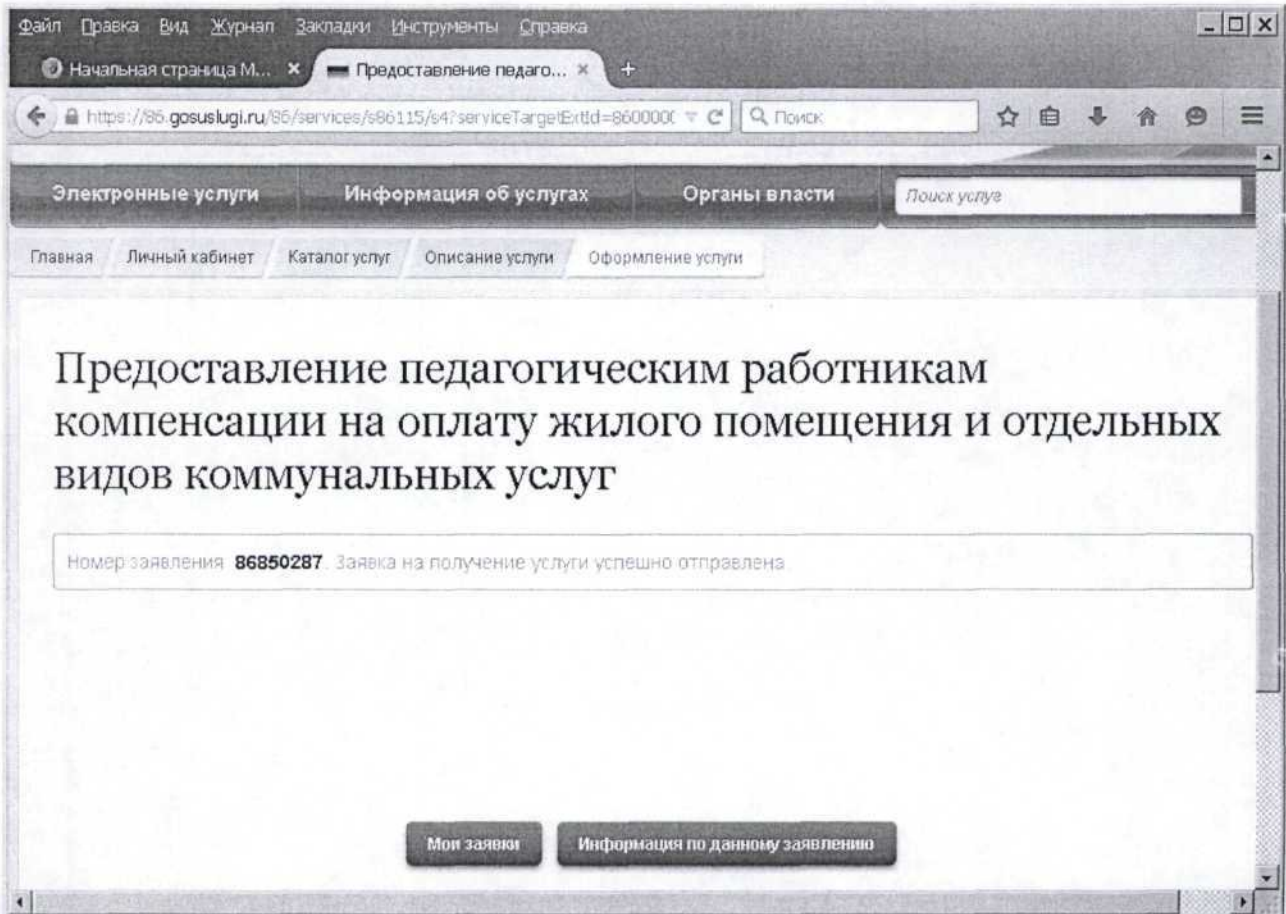 Файл Правка Вид Журнал Закладки Инструменты Справка
Начальная страница M... × Предоставление педаго... × +
https://86.gosuslugi.ru/86/services/s86115/s4?serviceTargetExtId=8600000 Поиск
Электронные услуги Информация об услугах Органы власти Поиск услуг
Главная Личный кабинет Каталог услуг Описание услуги Оформление услуги
Предоставление педагогическим работникам
компенсации на оплату жилого помещения и отдельных
видов коммунальных услуг
Номер заявления 86850287. Заявка на получение услуги успешно отправлена
Мои заявки Информация по данному заявлению